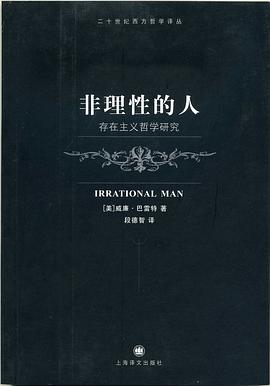 二十世纪西方哲学译丛
非理性的人
存在主义哲学研究
IRRATIONAL MAN
[美]威廉·巴雷特 著
段德智 译
上海译文出版社